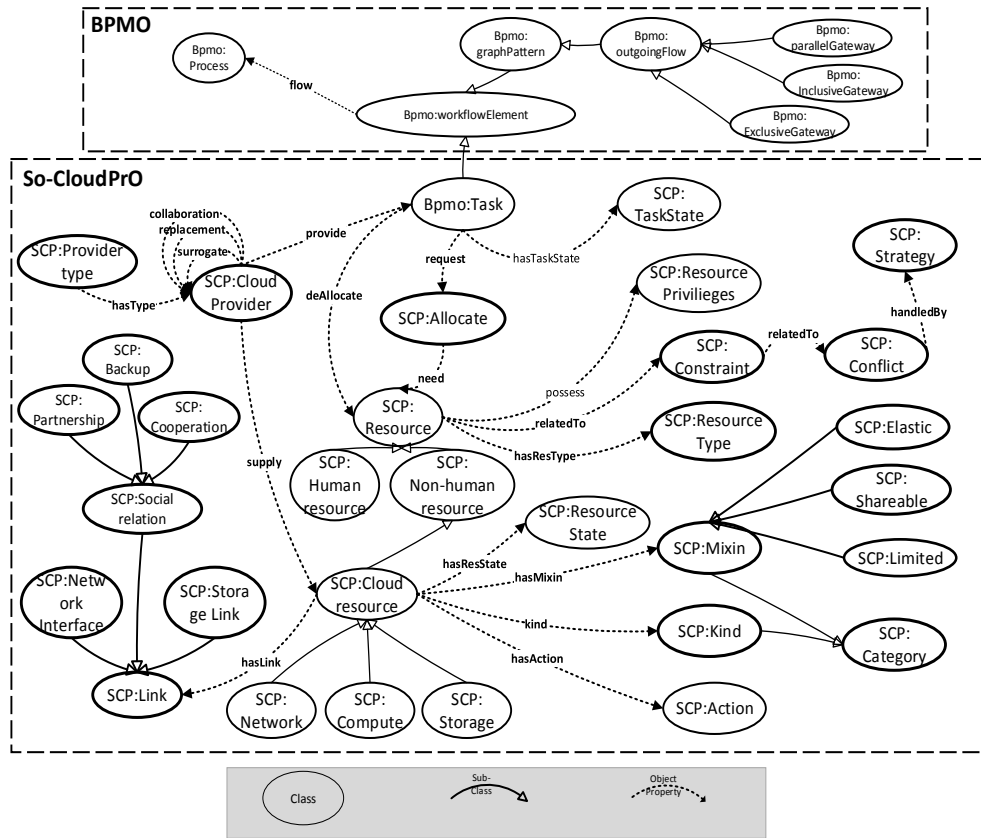 BPMO
Bpmo:
Process
flow
Bpmo:
graphPattern
Bpmo:
outgoingFlow
Bpmo:
parallelGateway
Bpmo:
InclusiveGateway
Bpmo:
ExclusiveGateway
Bpmo:workflowElement
So-CloudPrO
collaboration
replacement
surrogate
SCP:Provider
type
hasType
SCP:Cloud
Provider
provide
Bpmo:Task
SCP:
TaskState
hasTaskState
request
deAllocate
SCP:Allocate
need
SCP:Resource
Privilieges
SCP:
Strategy
handledBy
relatedTo
SCP:
Constraint
SCP:
Conflict
possess
relatedTo
hasResType
SCP:
Resource
SCP:Resource
Type
SCP:
Backup
SCP:
Partnership
SCP:
Cooperation
supply
SCP:
Human
resource
SCP:
Non-human
resource
SCP:Elastic
SCP:
Shareable
SCP:Limited
SCP:Social
relation
SCP:Resource
State
hasResState
SCP:Mixin
hasMixin
SCP:Cloud
resource
SCP:Netw
ork
Interface
SCP:Stora
ge Link
kind
SCP:Kind
SCP:
Category
hasAction
hasLink
SCP:Link
SCP:
Network
SCP:
Compute
SCP:
Storage
SCP:Action
Class
Sub-
Class
Object
Property